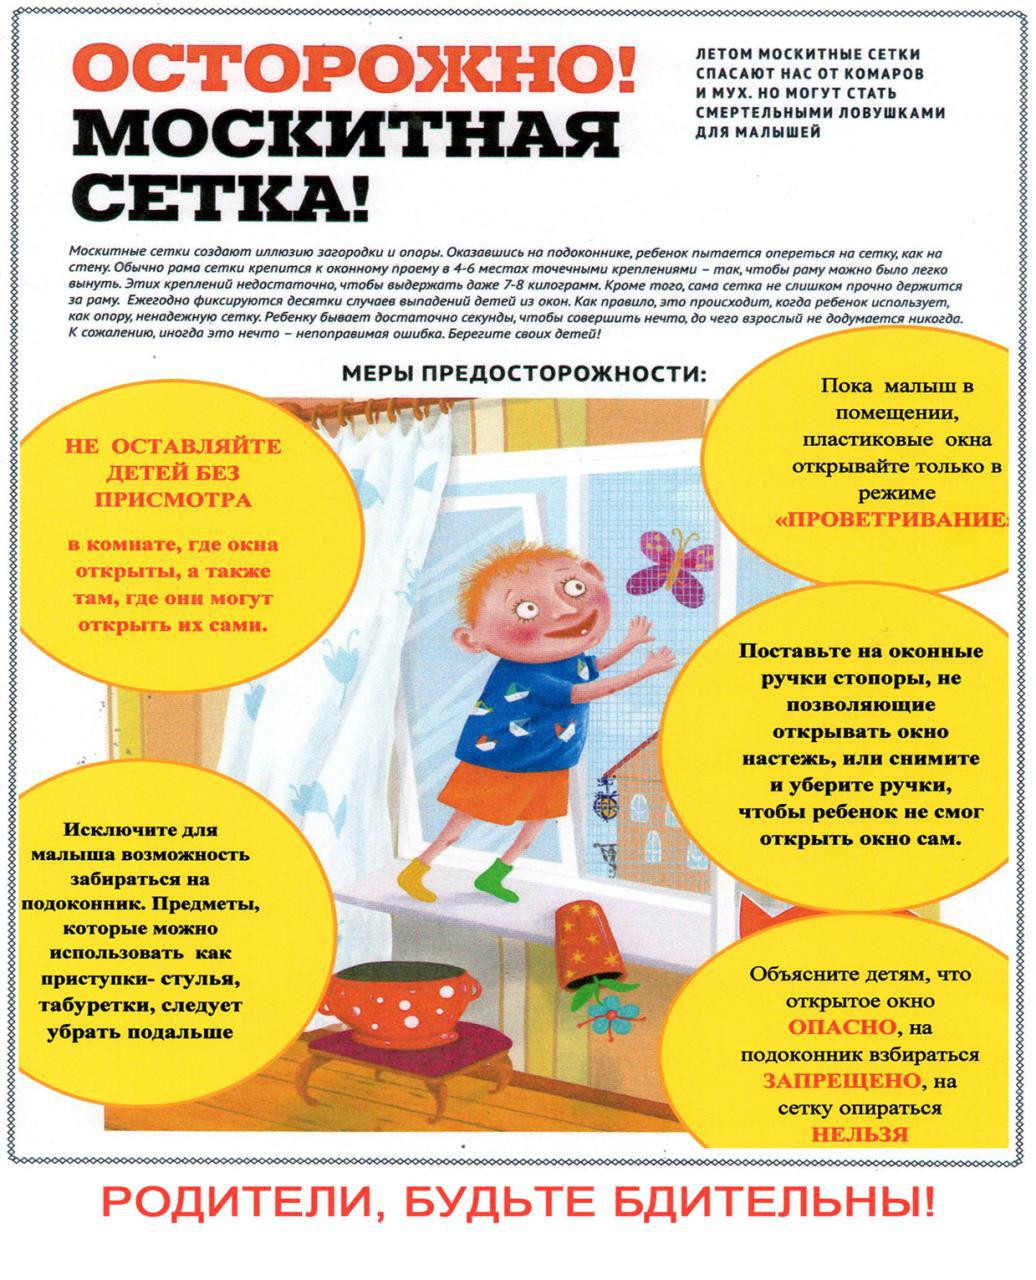 ОСТОРОЖНО!
МОСКИТНАЯ
СЕТКА!
ЛЕТОМ МОСКИТНЫЕ СЕТКИ
СПАСАЮТ НАС ОТ КОМАРОВ
И МУХ. НО МОГУТ СТАТЬ
СМЕРТЕЛЬНЫМИ ЛОВУШКАМИ
ДЛЯ МАЛЫШЕЙ
Москитные сетки создают иллюзию загородки и опоры. Оказавшись на подоконнике, ребенок пытается опереться на сетку, как на
стену. Обычно рама сетки крепится к оконному проему в 4-6 местах точечными креплениями – так, чтобы раму можно было легко
вынуть. Этих креплений недостаточно, чтобы выдержать даже 7-8 килограмм. Кроме того, сама сетка не слишком прочно держится
за раму. Ежегодно фиксируются десятки случаев выпадений детей из окон. Как правило, это происходит, когда ребенок использует,
как опору, ненадежную сетку. Ребенку бывает достаточно секунды, чтобы совершить нечто, до чего взрослый не додумается никогда.
К сожалению, иногда это нечто – непоправимая ошибка. Берегите своих детей!
МЕРЫ ПРЕДОСТОРОЖНОСТИ:
НЕ ОСТАВЛЯЙТЕ
ДЕТЕЙ БЕЗ
ПРИСМОТРА
в комнате, где окна
открыты, а также
там, где они могут
открыть их сами.
Пока малыш в
помещении,
пластиковые окна
открывайте только в
режиме
«ПРОВЕТРИВАНИЕ»
Поставьте на оконные
ручки стопоры, не
позволяющие
открывать окно
настежь, или снимите
и уберите ручки,
чтобы ребенок не смог
открыть окно сам.
Исключите для
малыша возможность
забираться на
подоконник. Предметы,
которые можно
использовать как
приступки- стулья,
табуретки, следует
убрать подальше
Объясните детям, что
открытое окно
ОПАСНО, на
подоконник взбираться
ЗАПРЕЩЕНО, на
сетку опираться
НЕЛЬЗЯ
РОДИТЕЛИ, БУДЬТЕ БДИТЕЛЬНЫ!